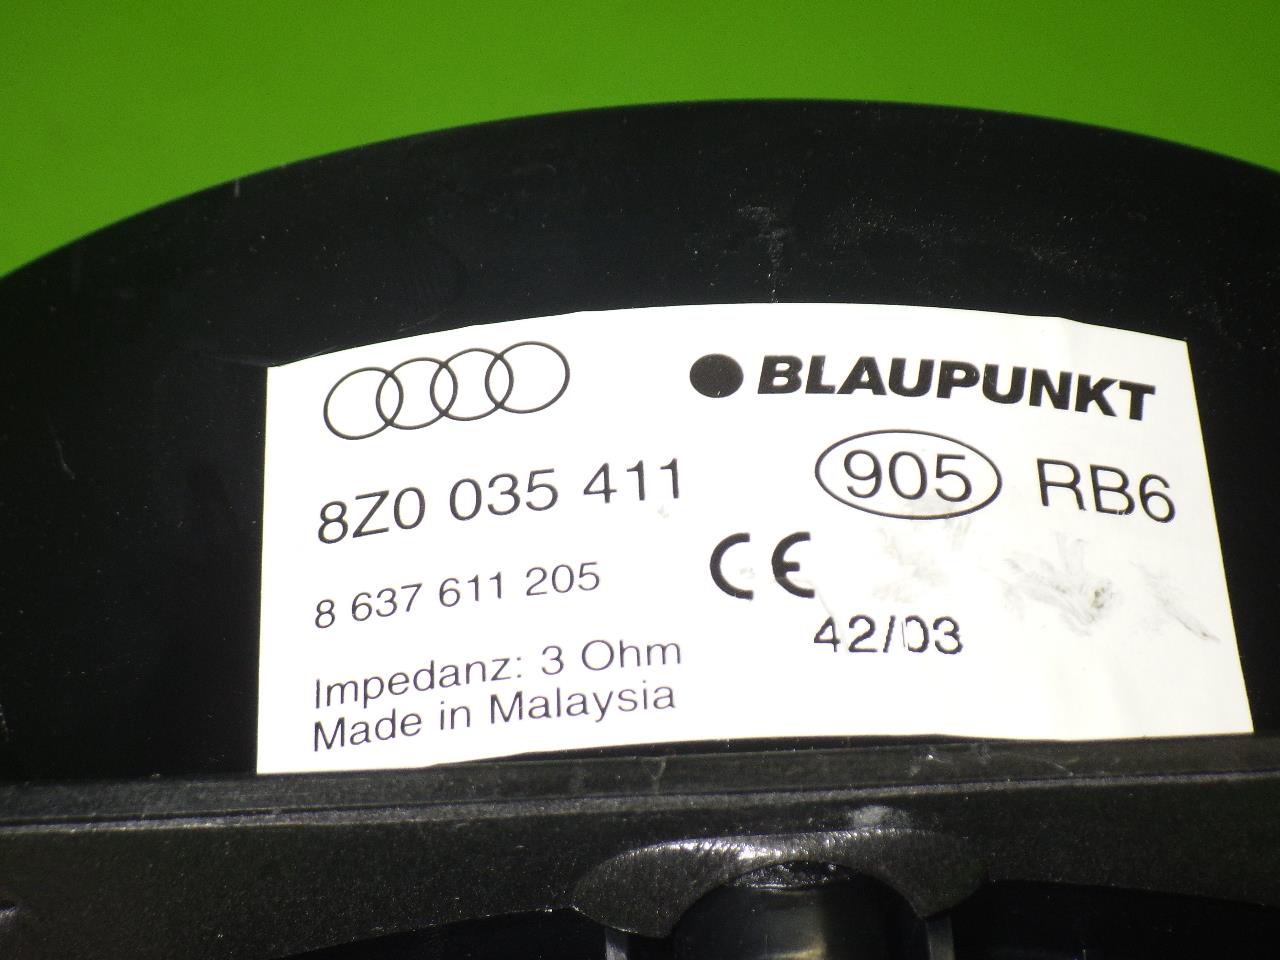 BLAUPUNKT
8Z0 035 411
905 RB6
8 637 611 205
CE
42/03
Impedanz: 3 Ohm
Made in Malaysia